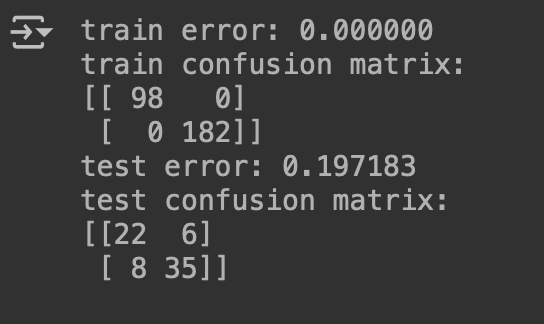 train error: 0.000000
train confusion matrix:
[[ 98   0]
 [  0 182]]
test error: 0.197183
test confusion matrix:
[[22  6]
 [ 8 35]]